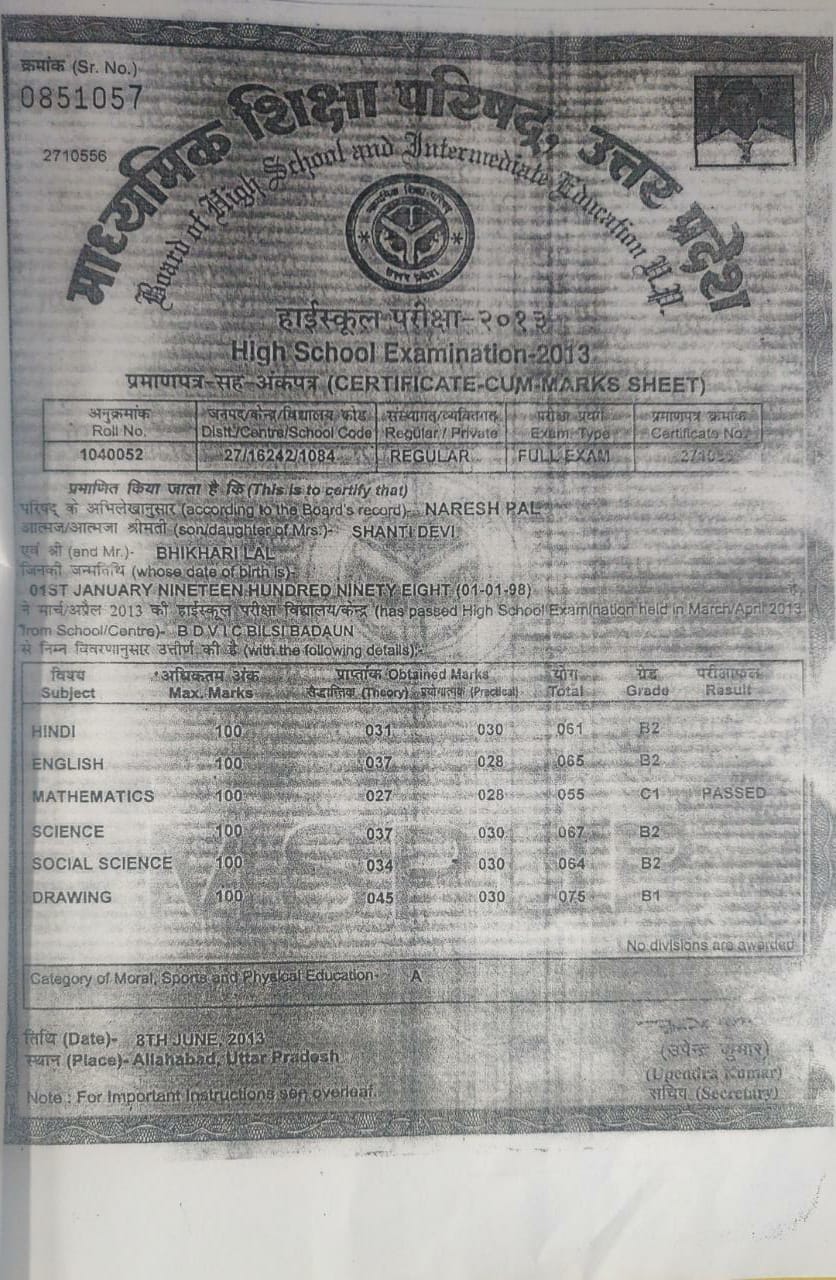 क्रमांक (Sr. No.)
0851057
2710556
माध्यमिक शिक्षा परिषद्, उत्तर प्रदेश
Board of High School and Intermediate Education U.P.
उत्तर प्रदेश
हाईस्कूल परीक्षा-२०१३
High School Examination-2013
प्रमाणपत्र-सह-अंकपत्र (CERTIFICATE-CUM-MARKS SHEET)
अनुक्रमांक जनपद/केन्द्र/विद्यालय कोड संस्थागत/व्यक्तिगत परीक्षा प्रमाणपत्र क्रमांक
Roll No. Distt./Centre/School Code Regular / Private Exam. Type Certificate No.
1040052 27/16242/1084 REGULAR FULL EXAM
प्रमाणित किया जाता है कि (This is to certify that)
परिषद् के अभिलेखानुसार (according to the Board's record)- NARESH PAL
आत्मज/आत्मजा श्रीमती (son/daughter of Mrs.)- SHANTI DEVI
एवं श्री (and Mr.)- BHIKHARI LAL
जिनकी जन्मतिथि (whose date of birth is)-
01ST JANUARY NINETEEN HUNDRED NINETY EIGHT (01-01-98) है,
ने मार्च/अप्रैल 2013 की हाईस्कूल परीक्षा विद्यालय/केन्द्र (has passed High School Examination held in March/April 2013
from School/Centre)- B D V I C BILSI BADAUN
से निम्न विवरणानुसार उत्तीर्ण की है (with the following details):-
विषय अधिकतम अंक प्राप्तांक Obtained Marks योग ग्रेड परीक्षाफल
Subject Max. Marks सैद्धान्तिक (Theory) प्रयोगात्मक (Practical) Total Grade Result
HINDI 100 031 030 061 B2
ENGLISH 100 037 028 065 B2
MATHEMATICS 100 027 028 055 C1 PASSED
SCIENCE 100 037 030 067 B2
SOCIAL SCIENCE 100 034 030 064 B2
DRAWING 100 045 030 075 B1
No divisions are awarded
Category of Moral, Sports and Physical Education- A
तिथि (Date)- 8TH JUNE, 2013
स्थान (Place)- Allahabad, Uttar Pradesh
(उपेन्द्र कुमार)
(Upendra Kumar)
सचिव (Secretary)
Note : For Important Instructions see overleaf.